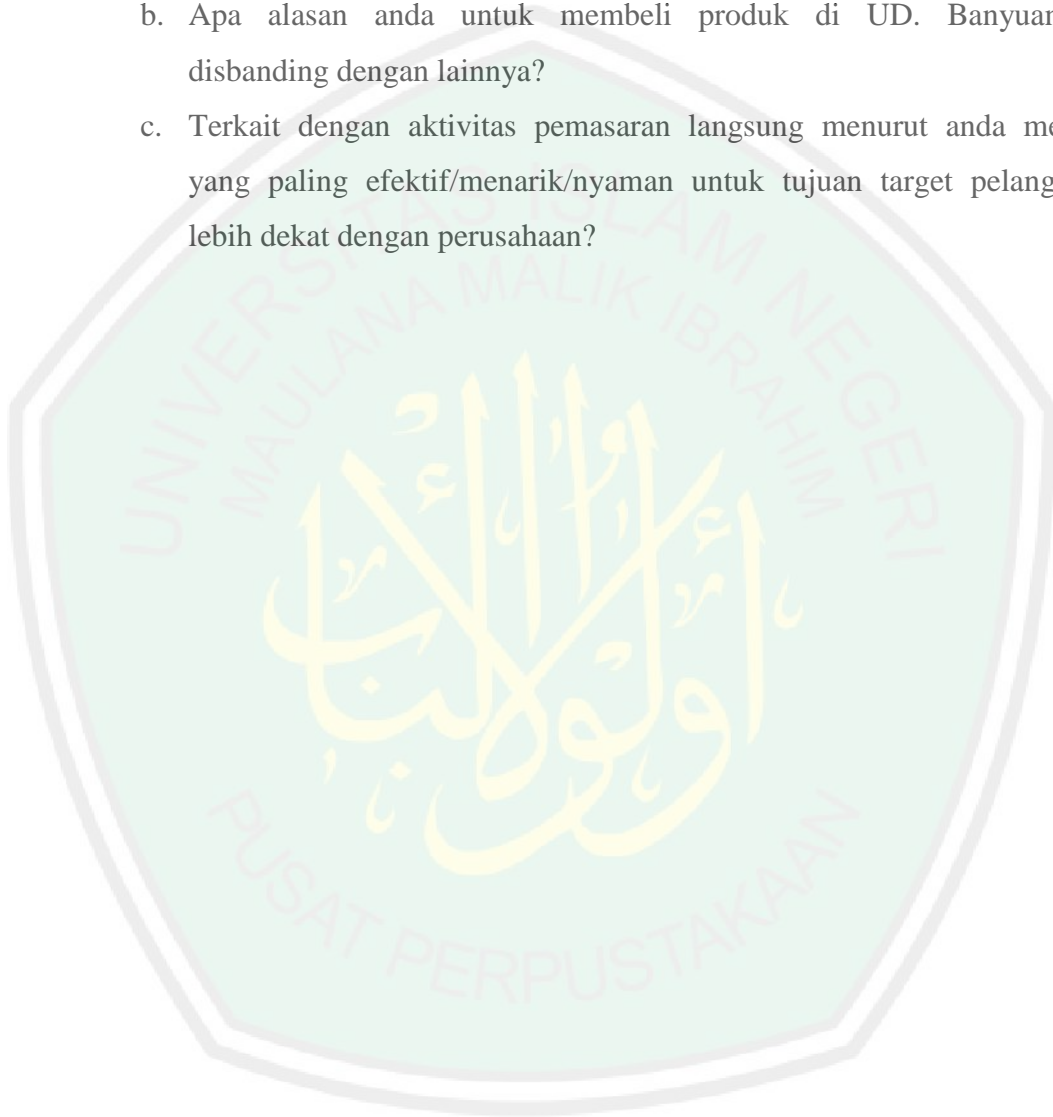 b. Apa alasan anda untuk membeli produk di UD. Banyuan
disbanding dengan lainnya?
c. Terkait dengan aktivitas pemasaran langsung menurut anda me
yang paling efektif/menarik/nyaman untuk tujuan target pelang
lebih dekat dengan perusahaan?
UNIVERSITAS ISLAM NEGERI
MAULANA MALIK IBRAHIM
PUSAT PERPUSTAKAAN